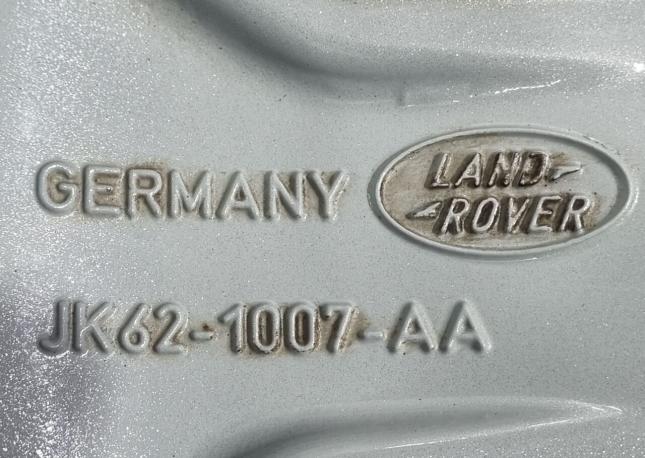 GERMANY
LAND
ROVER
JK62-1007-AA